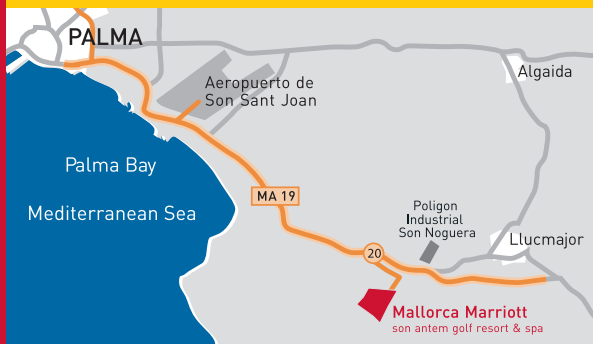 PALMA
Algaida
Aeropuerto de
Son Sant Joan
Palma Bay
MA 19
Poligon
Industrial
Son Noguera
Mediterranean Sea
Llucmajor
20
Mallorca Marriott
son antem golf resort & spa